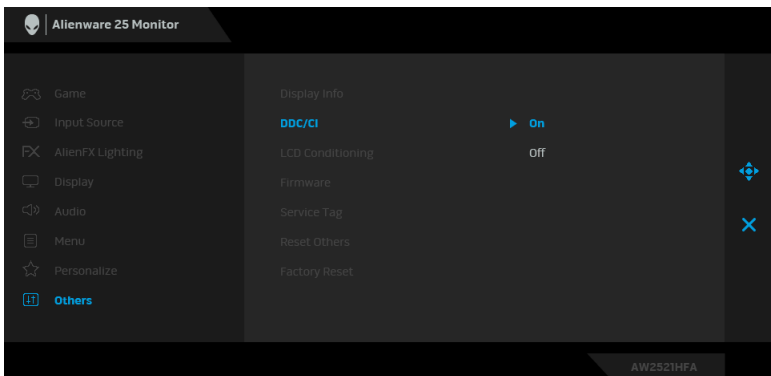 Alienware 25 Monitor
Game
Input Source
FX AlienFX Lighting
Display
Audio
Menu
Personalize
Others
Display Info
DDC/CI On
LCD Conditioning Off
Firmware
Service Tag
Reset Others
Factory Reset
AW2521HFA